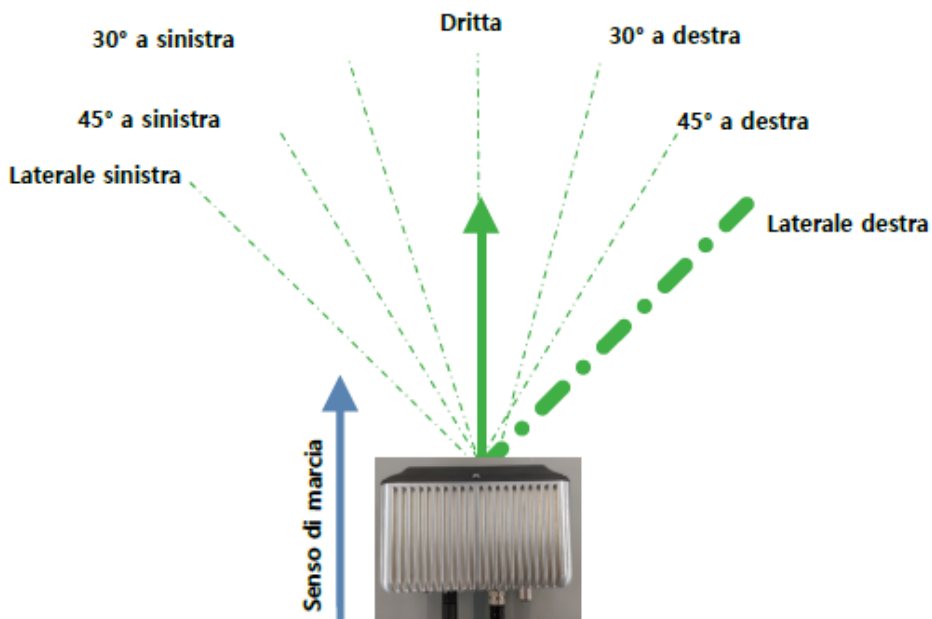 Dritta
30° a sinistra
30° a destra
45° a sinistra
45° a destra
Laterale sinistra
Laterale destra
Senso di marcia